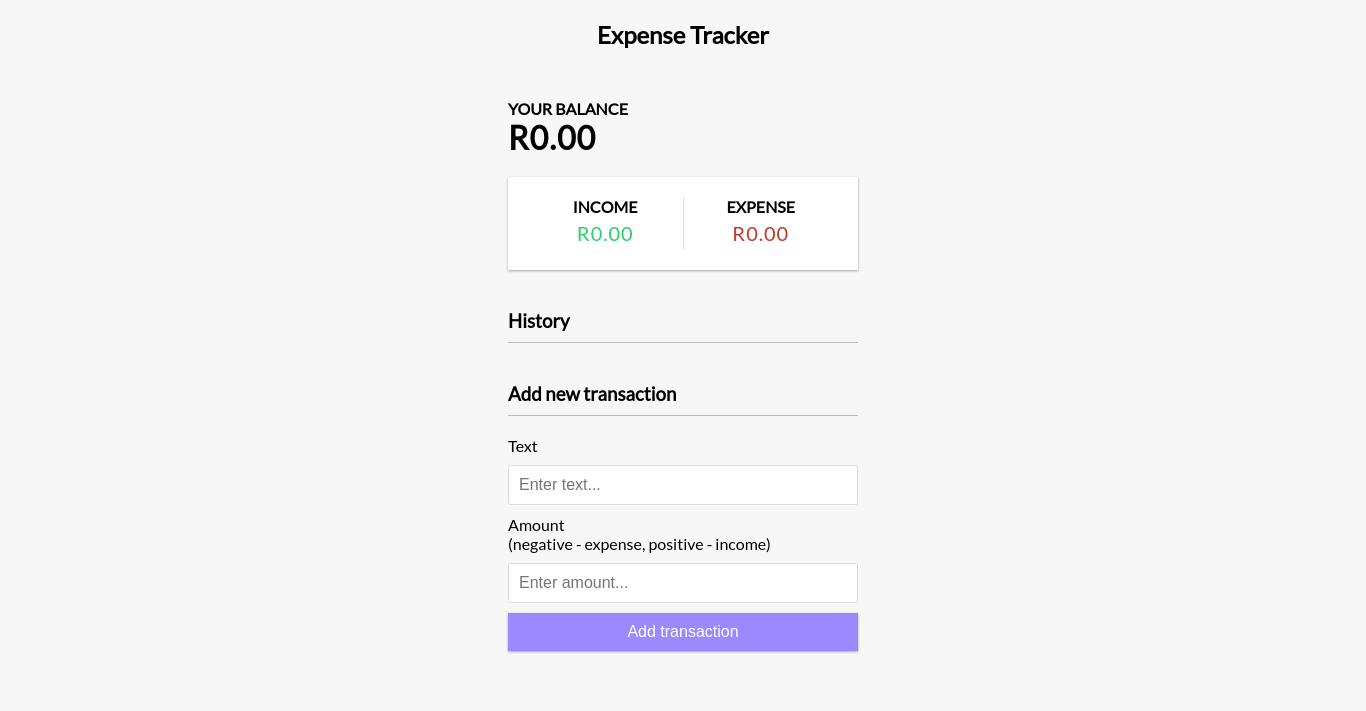 Expense Tracker
YOUR BALANCE
R0.00
INCOME
EXPENSE
R0.00
R0.00
History
Add new transaction
Text
Enter text...
Amount
(negative - expense, positive - income)
Enter amount...
Add transaction